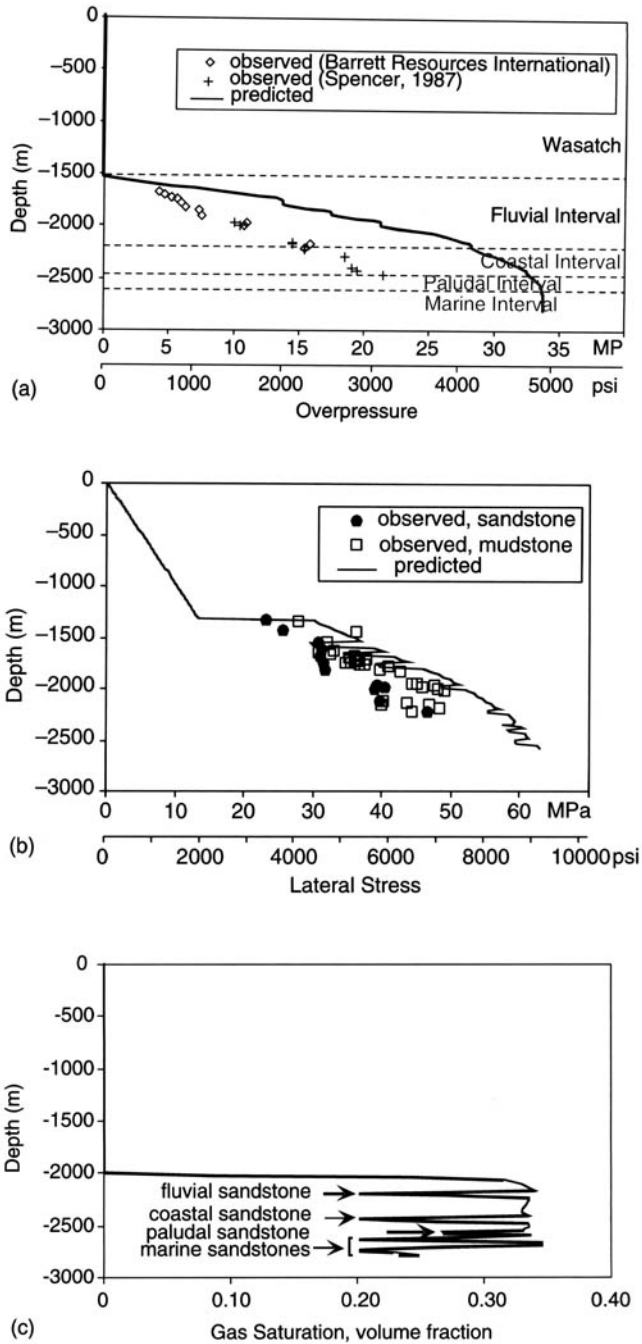 0
−500
−1000
−1500
−2000
−2500
−3000
Depth (m)
observed (Barrett Resources International)
observed (Spencer, 1987)
predicted
Wasatch
Fluvial Interval
Coastal Interval
Paludal Interval
Marine Interval
0 5 10 15 20 25 30 35 MP
0 1000 2000 3000 4000 5000 psi
(a)
Overpressure
0
−500
−1000
−1500
−2000
−2500
−3000
Depth (m)
observed, sandstone
observed, mudstone
predicted
0 10 20 30 40 50 60 MPa
0 2000 4000 6000 8000 10000 psi
(b)
Lateral Stress
0
-500
-1000
-1500
-2000
-2500
-3000
Depth (m)
fluvial sandstone
coastal sandstone
paludal sandstone
marine sandstones
0 0.10 0.20 0.30 0.40
(c)
Gas Saturation, volume fraction